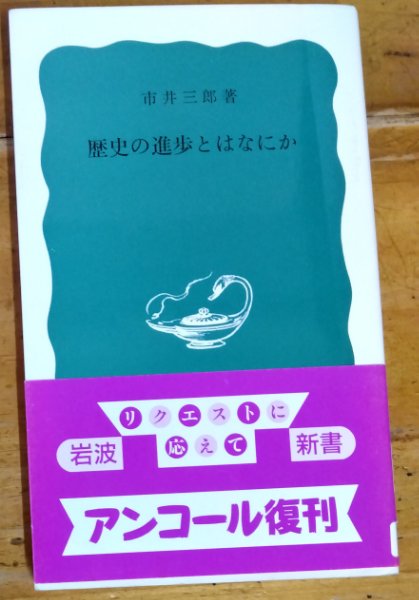 市井三郎著
歴史の進歩とはなにか
リクエストに
岩波 応えて 新書
アンコール復刊